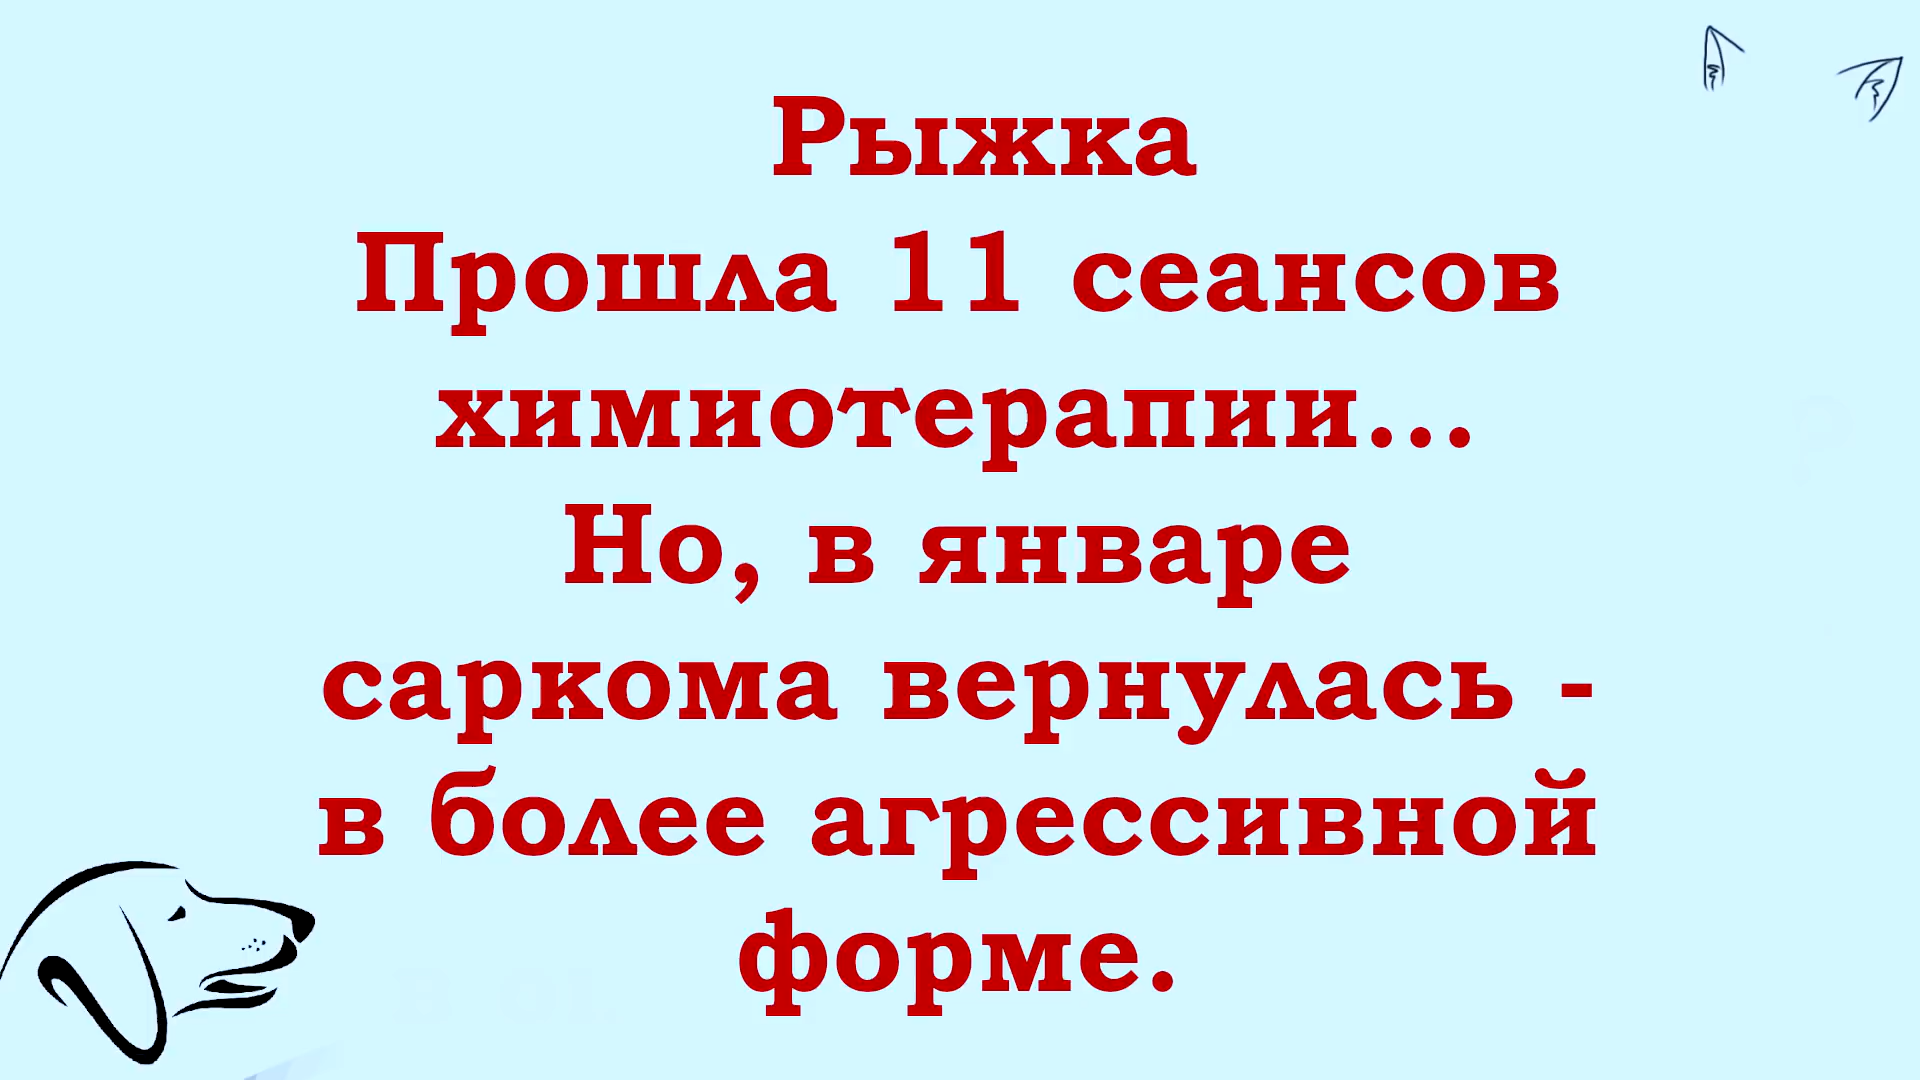 Рыжка
Прошла 11 сеансов
химиотерапии...
Но, в январе
саркома вернулась -
в более агрессивной
форме.